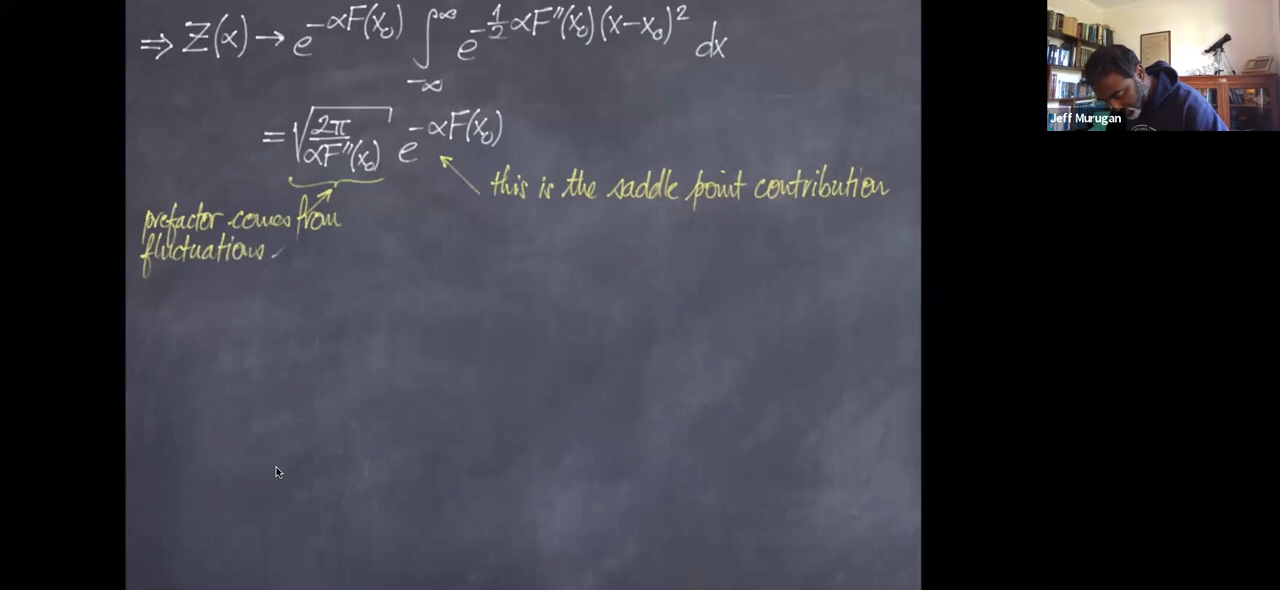 ⇒ Z(α) → e^{-αF(x₀)} ∫_{-∞}^{∞} e^{-½αF″(x₀)(x-x₀)²} dx
= √(2π/αF″(x₀)) e^{-αF(x₀)}
this is the saddle point contribution
prefactor comes from
fluctuations.
Jeff Murugan